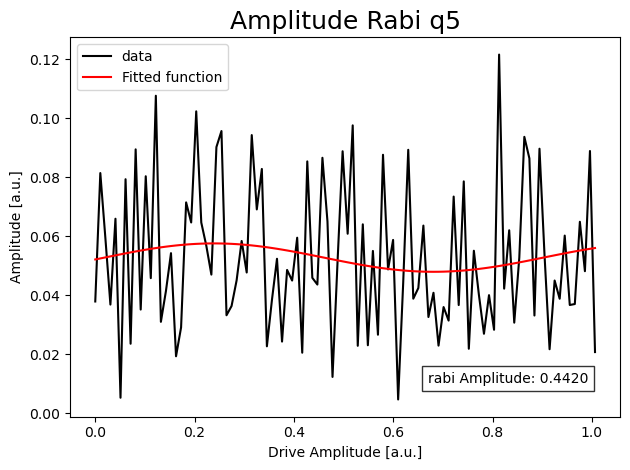 Amplitude Rabi q5
data
Fitted function
Amplitude [a.u.]
0.12
0.10
0.08
0.06
0.04
0.02
0.00
rabi Amplitude: 0.4420
0.0 0.2 0.4 0.6 0.8 1.0
Drive Amplitude [a.u.]